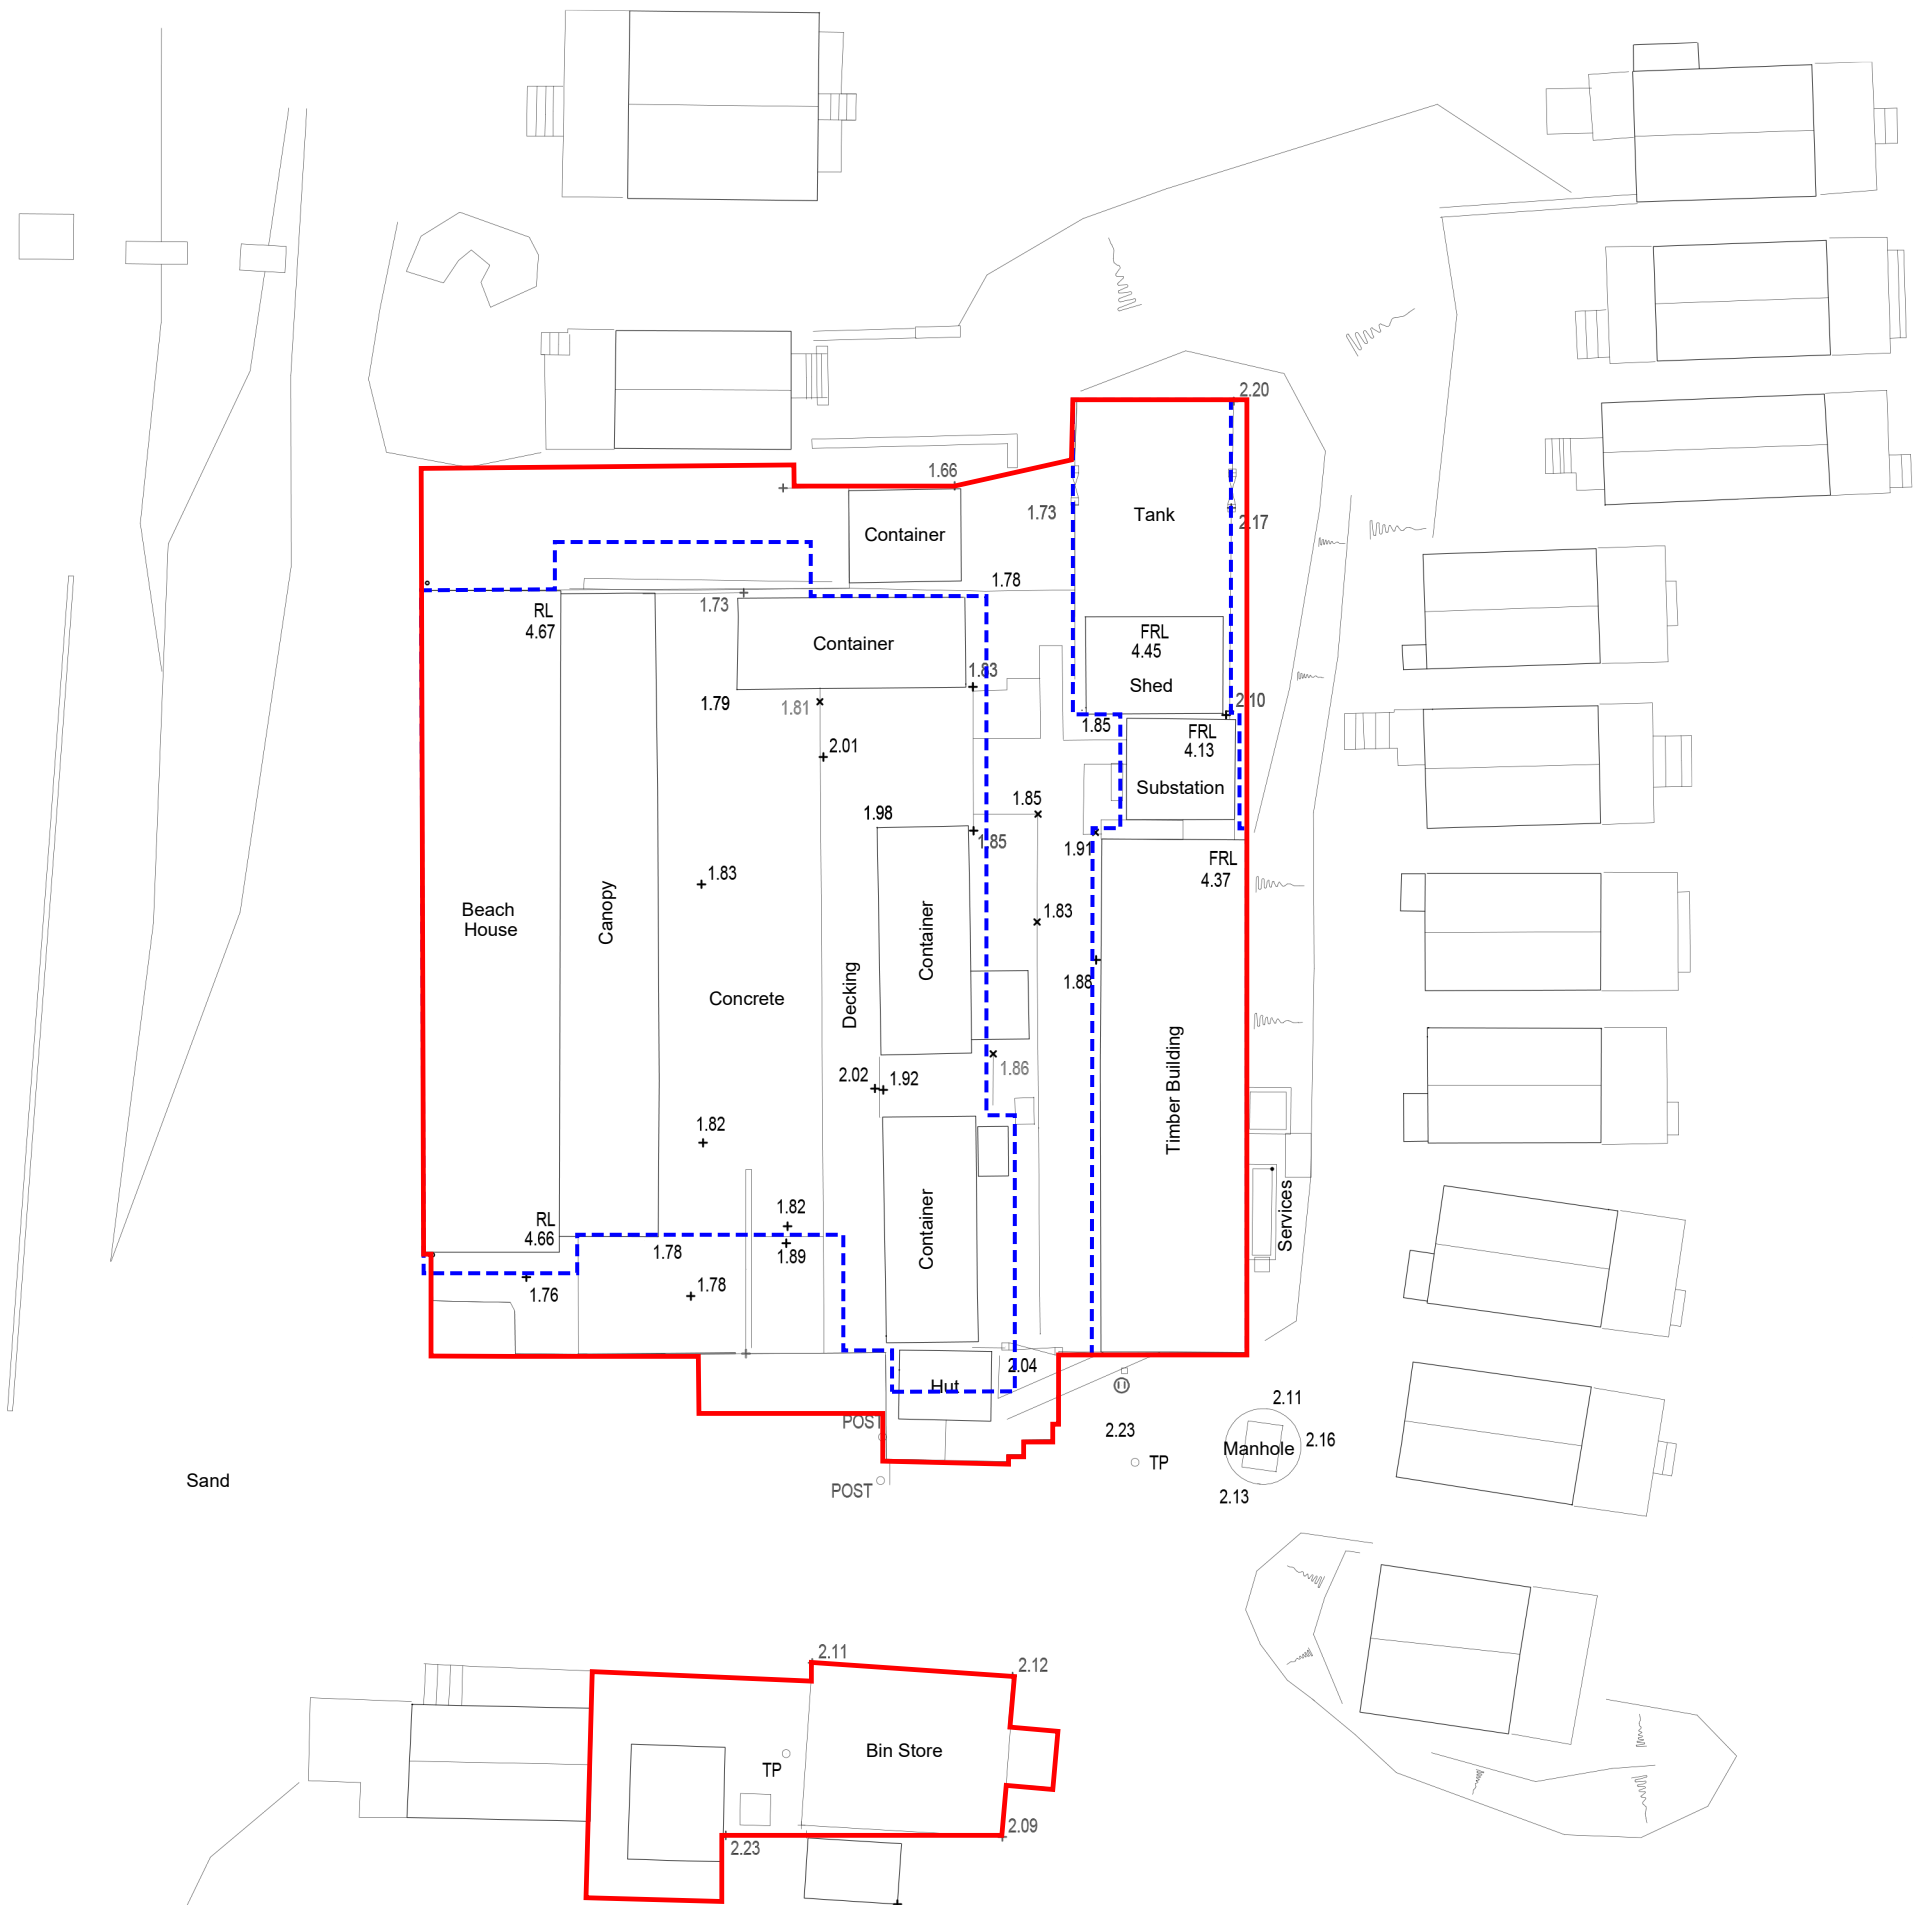 2.20
1.66
1.73
Tank
2.17
Container
1.78
RL
4.67
1.73
Container
FRL
4.45
Shed
1.83
1.79
1.81
2.10
1.85
FRL
4.13
2.01
Substation
1.98
1.85
1.85
1.91
FRL
4.37
1.83
Beach
House
Canopy
Container
1.83
Decking
1.88
Concrete
1.86
2.02
1.92
Timber Building
1.82
1.82
RL
4.66
1.78
1.89
Container
Services
1.76
1.78
2.04
Hut
2.11
POST
2.23
Manhole
2.16
TP
Sand
POST
2.13
2.11
2.12
Bin Store
TP
2.09
2.23